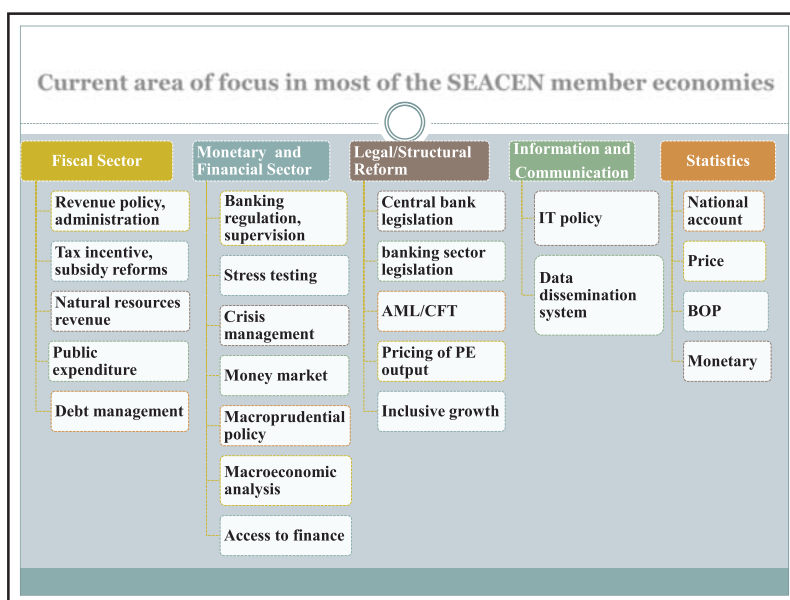 Current area of focus in most of the SEACEN member economies
Fiscal Sector
Revenue policy,
administration
Tax incentive,
subsidy reforms
Natural resources
revenue
Public
expenditure
Debt management
Monetary and
Financial Sector
Banking
regulation,
supervision
Stress testing
Crisis
management
Money market
Macroprudential
policy
Macroeconomic
analysis
Access to finance
Legal/Structural
Reform
Central bank
legislation
banking sector
legislation
AML/CFT
Pricing of PE
output
Inclusive growth
Information and
Communication
IT policy
Data
dissemination
system
Statistics
National
account
Price
BOP
Monetary